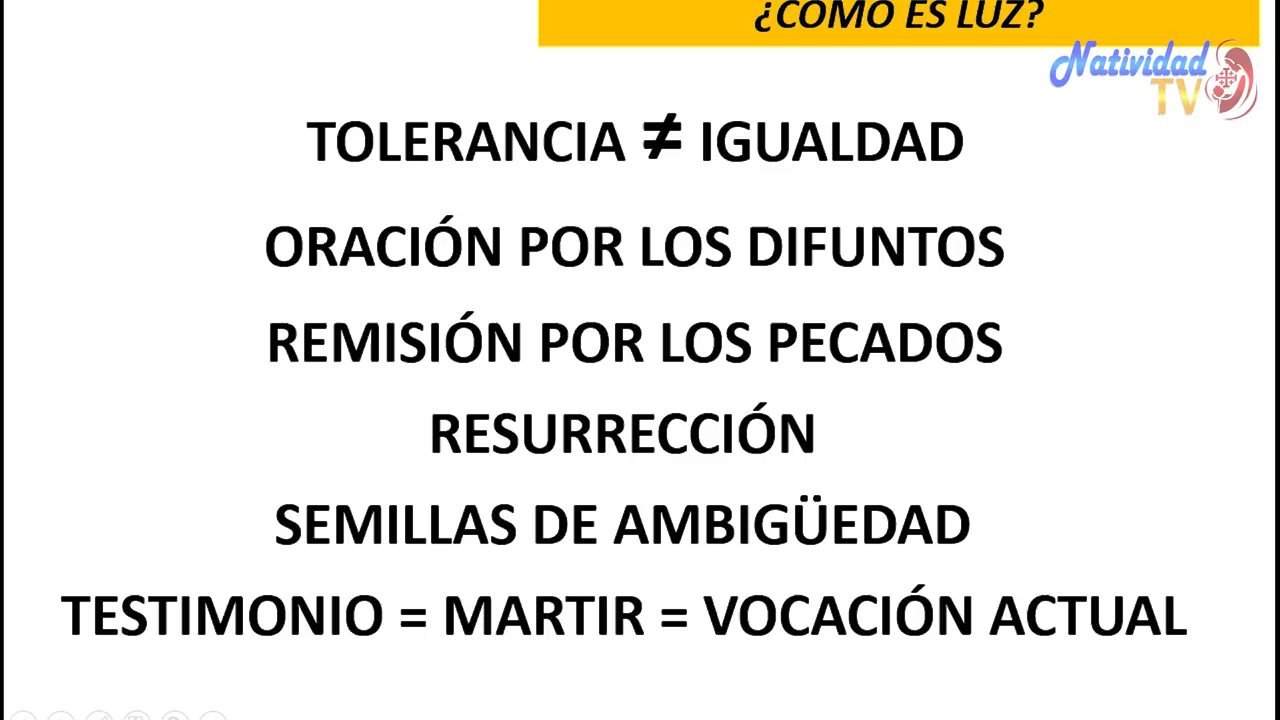 ¿COMO ES LUZ?
Natividad
TV
TOLERANCIA ≠ IGUALDAD
ORACIÓN POR LOS DIFUNTOS
REMISIÓN POR LOS PECADOS
RESURRECCIÓN
SEMILLAS DE AMBIGÜEDAD
TESTIMONIO = MARTIR = VOCACIÓN ACTUAL